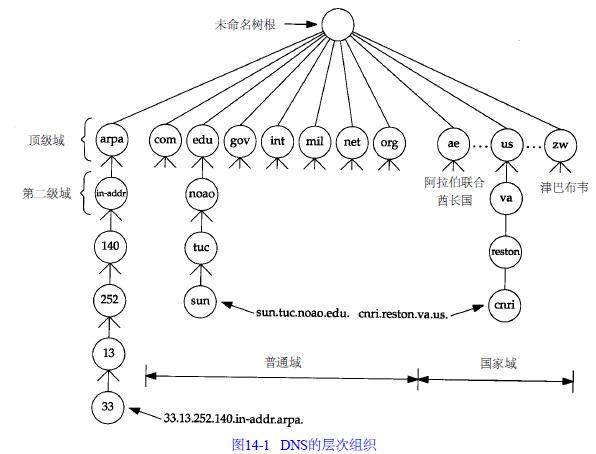 未命名树根
顶级域
arpa
com
edu
gov
int
mil
net
org
ae
...
us
...
zw
阿拉伯联合
酋长国
津巴布韦
第二级域
in-addr
noao
va
140
tuc
reston
252
sun
sun.tuc.noao.edu.
cnri.reston.va.us.
cnri
13
普通域
国家域
33
33.13.252.140.in-addr.arpa.
图14-1 DNS的层次组织